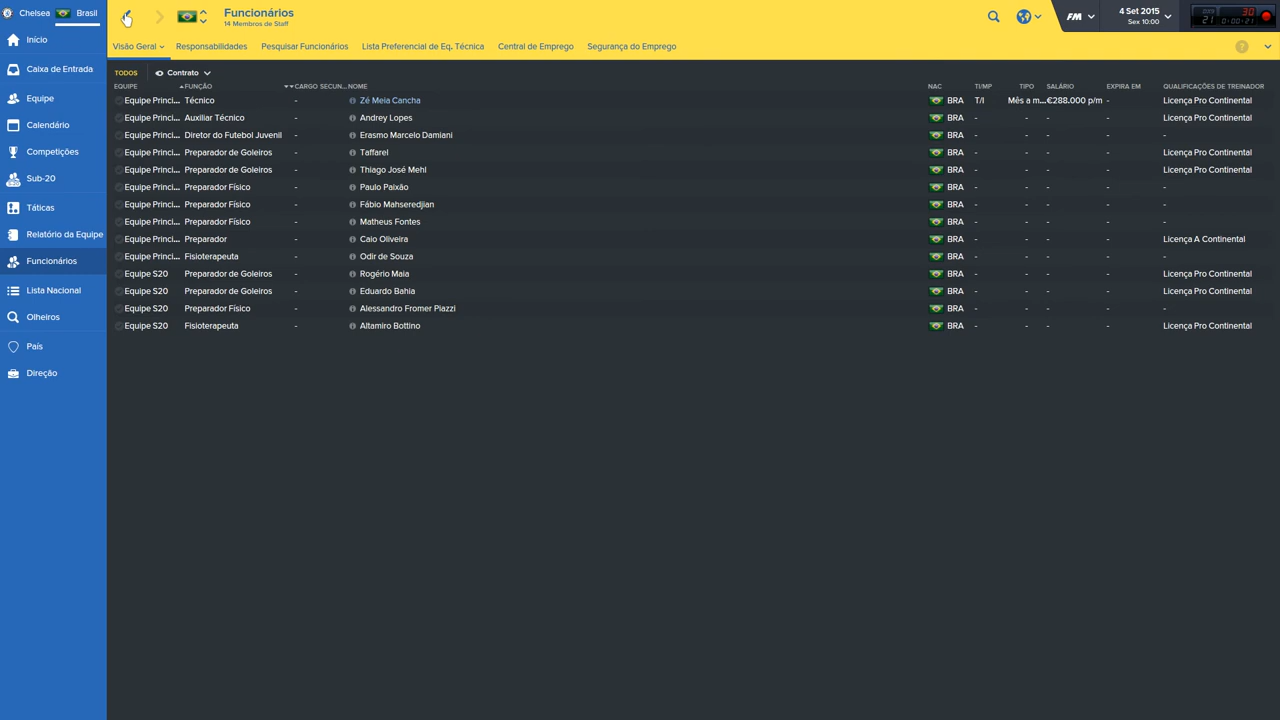 Chelsea Brasil
Funcionários
14 Membros de Staff
FM
4 Set 2015
Sex 10:00
21 30 0:00:21
Visão Geral Responsabilidades Pesquisar Funcionários Lista Preferencial de Eq. Técnica Central de Emprego Segurança do Emprego ?
Início
Caixa de Entrada
Equipe
Calendário
Competições
Sub-20
Táticas
Relatório da Equipe
Funcionários
Lista Nacional
Olheiros
País
Direção
TODOS Contrato
EQUIPE FUNÇÃO CARGO SECUN... NOME NAC TI/MP TIPO SALÁRIO EXPIRA EM QUALIFICAÇÕES DE TREINADOR
Equipe Princi... Técnico - Zé Meia Cancha BRA T/I Mês a m... €288.000 p/m - Licença Pro Continental
Equipe Princi... Auxiliar Técnico - Andrey Lopes BRA - - - - Licença Pro Continental
Equipe Princi... Diretor do Futebol Juvenil - Erasmo Marcelo Damiani BRA - - - - -
Equipe Princi... Preparador de Goleiros - Taffarel BRA - - - - Licença Pro Continental
Equipe Princi... Preparador de Goleiros - Thiago José Mehl BRA - - - - Licença Pro Continental
Equipe Princi... Preparador Físico - Paulo Paixão BRA - - - - -
Equipe Princi... Preparador Físico - Fábio Mahseredjian BRA - - - - -
Equipe Princi... Preparador Físico - Matheus Fontes BRA - - - - -
Equipe Princi... Preparador - Caio Oliveira BRA - - - - Licença A Continental
Equipe Princi... Fisioterapeuta - Odir de Souza BRA - - - - -
Equipe S20 Preparador de Goleiros - Rogério Maia BRA - - - - Licença Pro Continental
Equipe S20 Preparador de Goleiros - Eduardo Bahia BRA - - - - Licença Pro Continental
Equipe S20 Preparador Físico - Alessandro Fromer Piazzi BRA - - - - -
Equipe S20 Fisioterapeuta - Altamiro Bottino BRA - - - - Licença Pro Continental